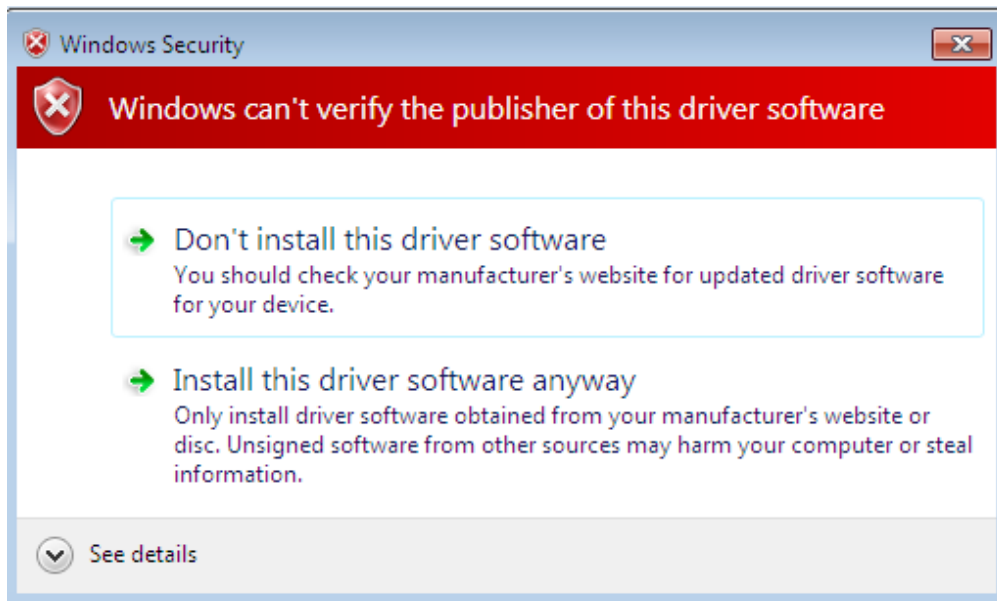 Windows Security
Windows can't verify the publisher of this driver software
Don't install this driver software
You should check your manufacturer's website for updated driver software
for your device.
Install this driver software anyway
Only install driver software obtained from your manufacturer's website or
disc. Unsigned software from other sources may harm your computer or steal
information.
See details